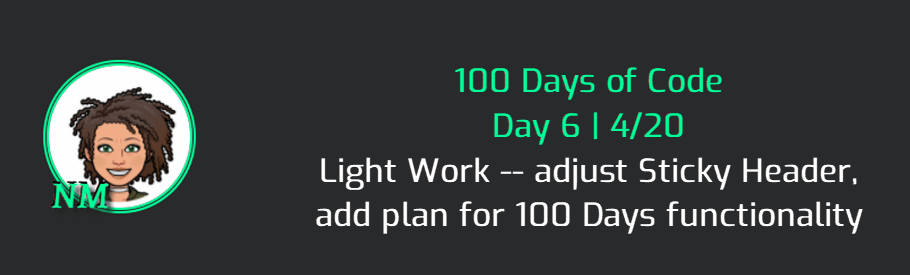 100 Days of Code
Day 6 | 4/20
Light Work -- adjust Sticky Header,
add plan for 100 Days functionality
NM